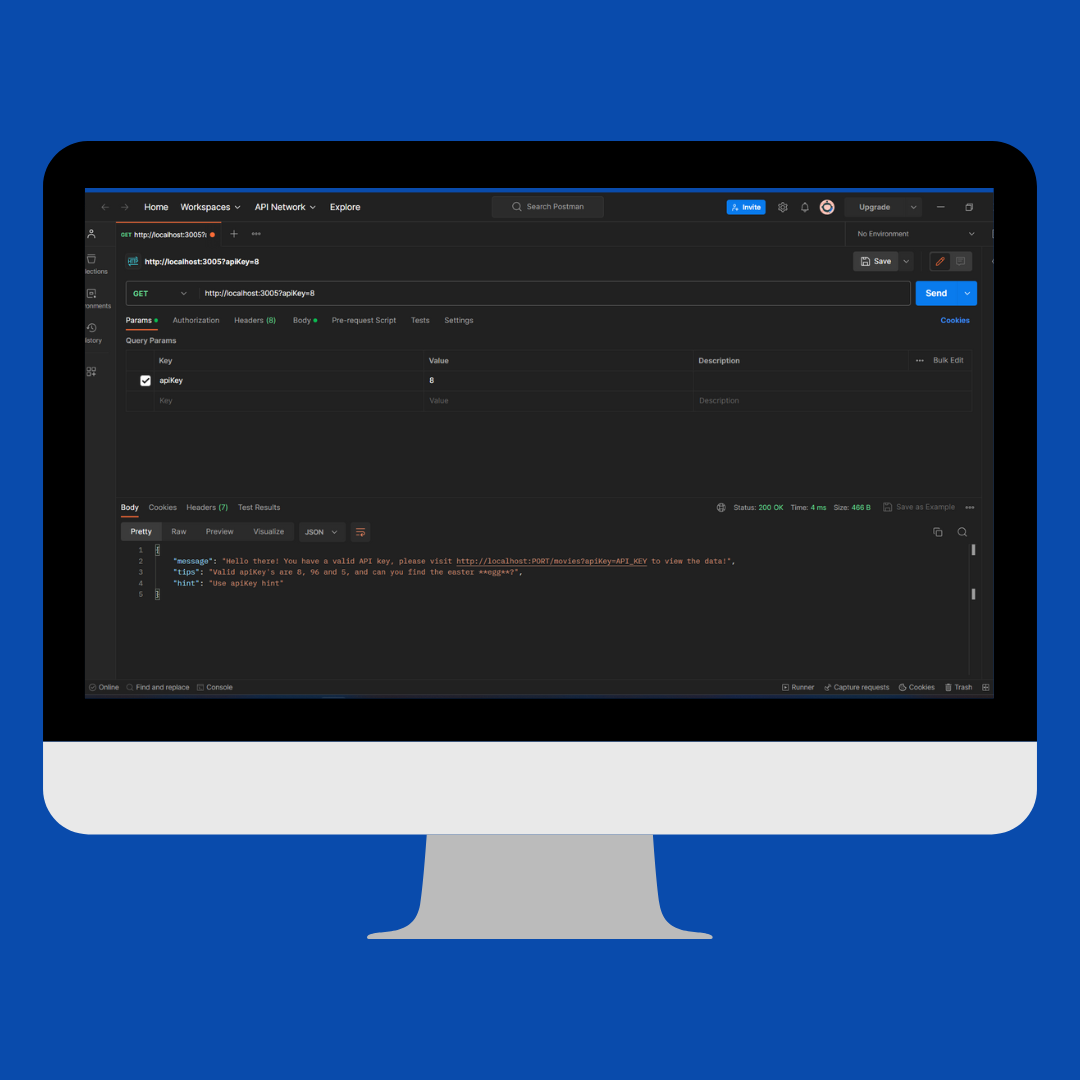 Home Workspaces API Network Explore Search Postman Invite Upgrade
GET http://localhost:3005?a No Environment
http://localhost:3005?apiKey=8 Save
GET http://localhost:3005?apiKey=8 Send
Params Authorization Headers (8) Body Pre-request Script Tests Settings Cookies
Query Params
Key Value Description Bulk Edit
apiKey 8
Key Value Description
lections
ronments
istory
Body Cookies Headers (7) Test Results Status: 200 OK Time: 4 ms Size: 466 B Save as Example
Pretty Raw Preview Visualize JSON
1 {
2 "message": "Hello there! You have a valid API key, please visit http://localhost:PORT/movies?apiKey=API_KEY to view the data!",
3 "tips": "Valid apiKey's are 8, 96 and 5, and can you find the easter **egg**?",
4 "hint": "Use apiKey hint"
5 }
Online Find and replace Console Runner Capture requests Cookies Trash